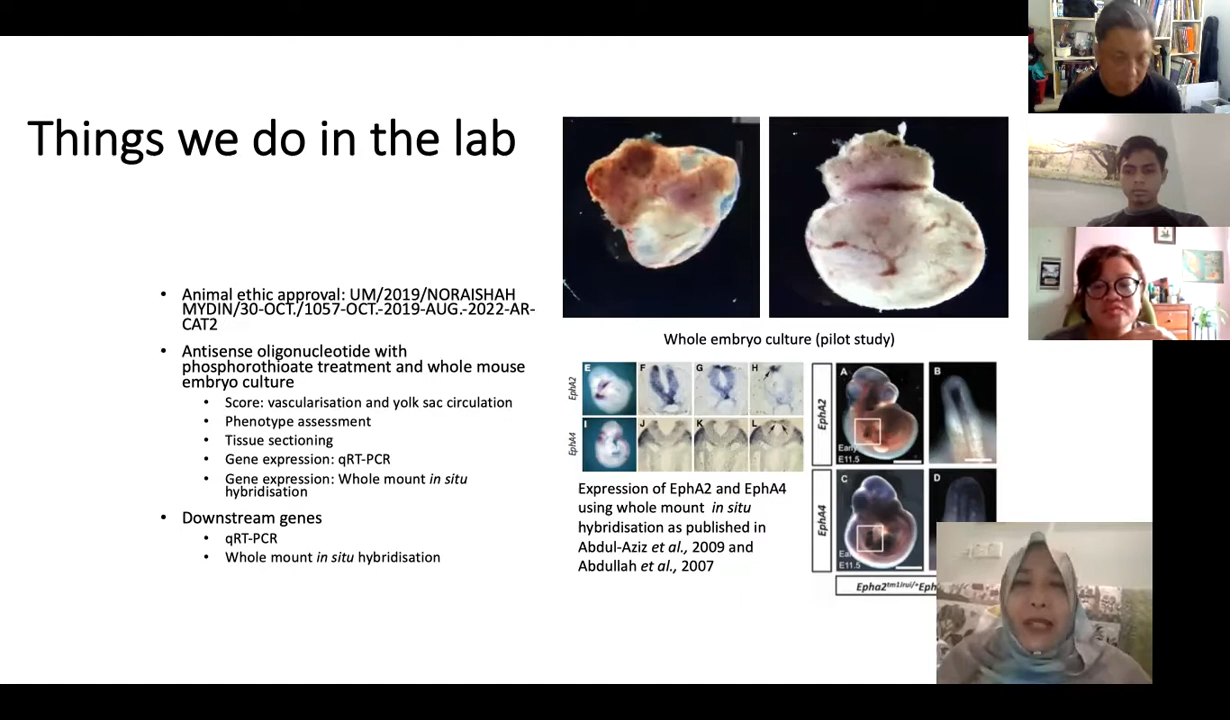 Things we do in the lab
• Animal ethic approval: UM/2019/NORAISHAH
MYDIN/30-OCT./1057-OCT.-2019-AUG.-2022-AR-
CAT2
• Antisense oligonucleotide with
phosphorothioate treatment and whole mouse
embryo culture
• Score: vascularisation and yolk sac circulation
• Phenotype assessment
• Tissue sectioning
• Gene expression: qRT-PCR
• Gene expression: Whole mount in situ
hybridisation
• Downstream genes
• qRT-PCR
• Whole mount in situ hybridisation
Whole embryo culture (pilot study)
EphA2
E F G H
EphA4
I J K L
Expression of EphA2 and EphA4
using whole mount in situ
hybridisation as published in
Abdul-Aziz et al., 2009 and
Abdullah et al., 2007
EphA2
A B
E11.5
EphA4
C D
E11.5